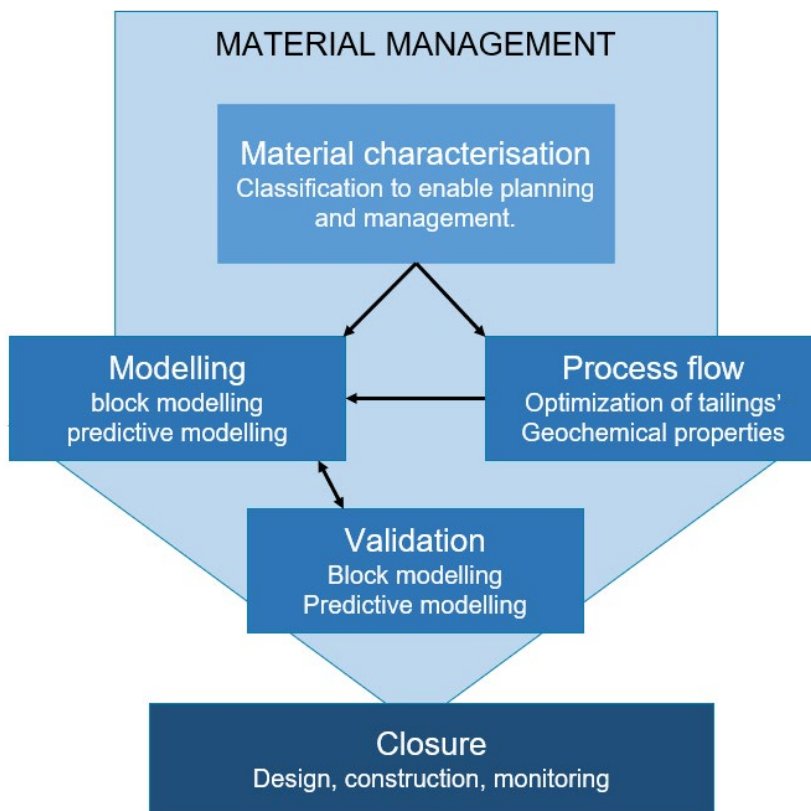 MATERIAL MANAGEMENT
Material characterisation
Classification to enable planning
and management.
Modelling
block modelling
predictive modelling
Process flow
Optimization of tailings’
Geochemical properties
Validation
Block modelling
Predictive modelling
Closure
Design, construction, monitoring